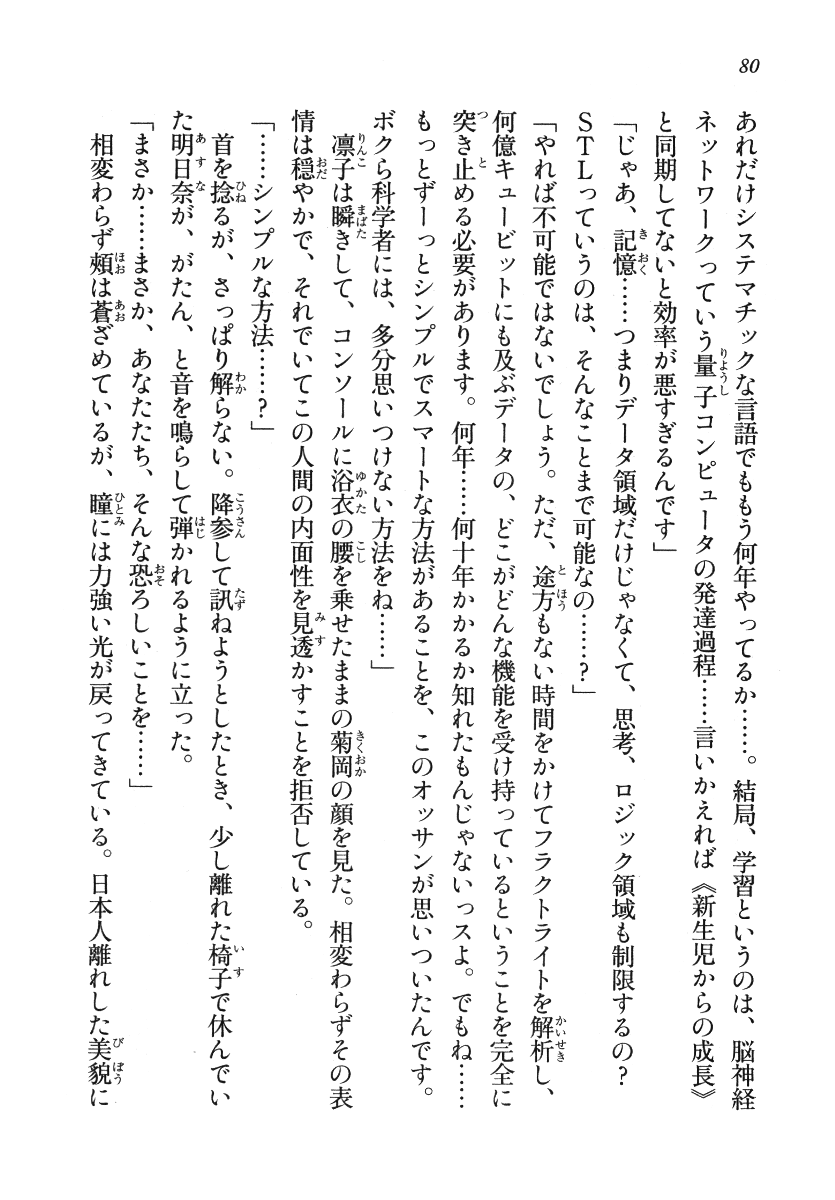 80
あれだけシステマチックな言語でももう何年やってるか……。結局、学習というのは、脳神経
ネットワークっていう量子コンピュータの発達過程……言いかえれば《新生児からの成長》
と同期してないと効率が悪すぎるんです」
「じゃあ、記憶……つまりデータ領域だけじゃなくて、思考、ロジック領域も制限するの？
ＳＴＬっていうのは、そんなことまで可能なの……？」
「やれば不可能ではないでしょう。ただ、途方もない時間をかけてフラクトライトを解析し、
何億キュービットにも及ぶデータの、どこがどんな機能を受け持っているということを完全に
突き止める必要があります。何年……何十年かかるか知れたもんじゃないっスよ。でもね……
もっとずーっとシンプルでスマートな方法があることを、このオッサンが思いついたんです。
ボクら科学者には、多分思いつけない方法をね……」
凛子は瞬きして、コンソールに浴衣の腰を乗せたままの菊岡の顔を見た。相変わらずその表
情は穏やかで、それでいてこの人間の内面性を見透かすことを拒否している。
「……シンプルな方法……？」
首を捻るが、さっぱり解らない。降参して訊ねようとしたとき、少し離れた椅子で休んでい
た明日奈が、がたん、と音を鳴らして弾かれるように立った。
「まさか……まさか、あなたたち、そんな恐ろしいことを……」
相変わらず頰は蒼ざめているが、瞳には力強い光が戻ってきている。日本人離れした美貌に